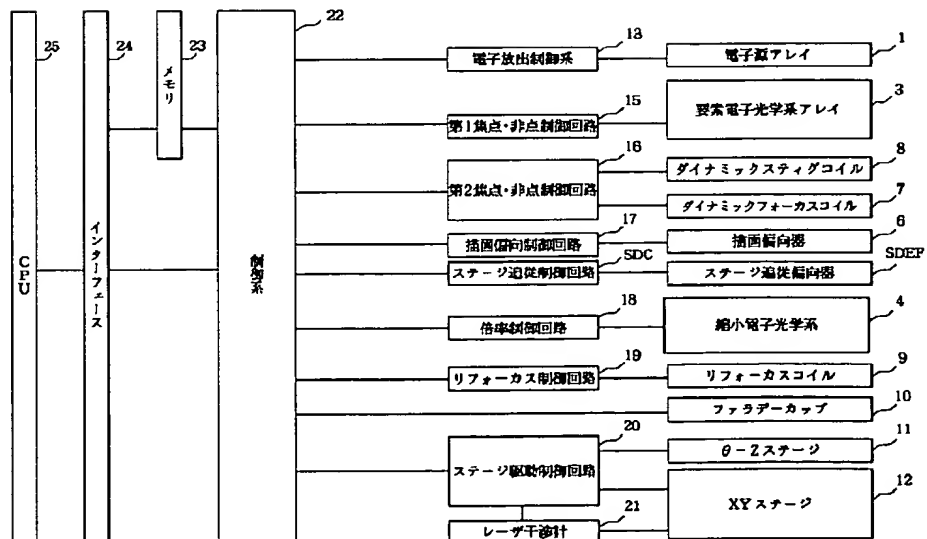 22
25
24
23
13
1
メモリ
電子放出制御系
電子源アレイ
15
3
第1焦点・非点制御回路
要素電子光学系アレイ
16
8
第2焦点・非点制御回路
ダイナミックスティグコイル
7
ダイナミックフォーカスコイル
17
6
描画偏向制御回路
描画偏向器
SDC
SDEF
ステージ追従制御回路
ステージ追従偏向器
CPU
インターフェース
制御系
18
4
倍率制御回路
縮小電子光学系
19
9
リフォーカス制御回路
リフォーカスコイル
10
ファラデーカップ
20
11
ステージ駆動制御回路
θ-Zステージ
12
XYステージ
21
レーザ干渉計